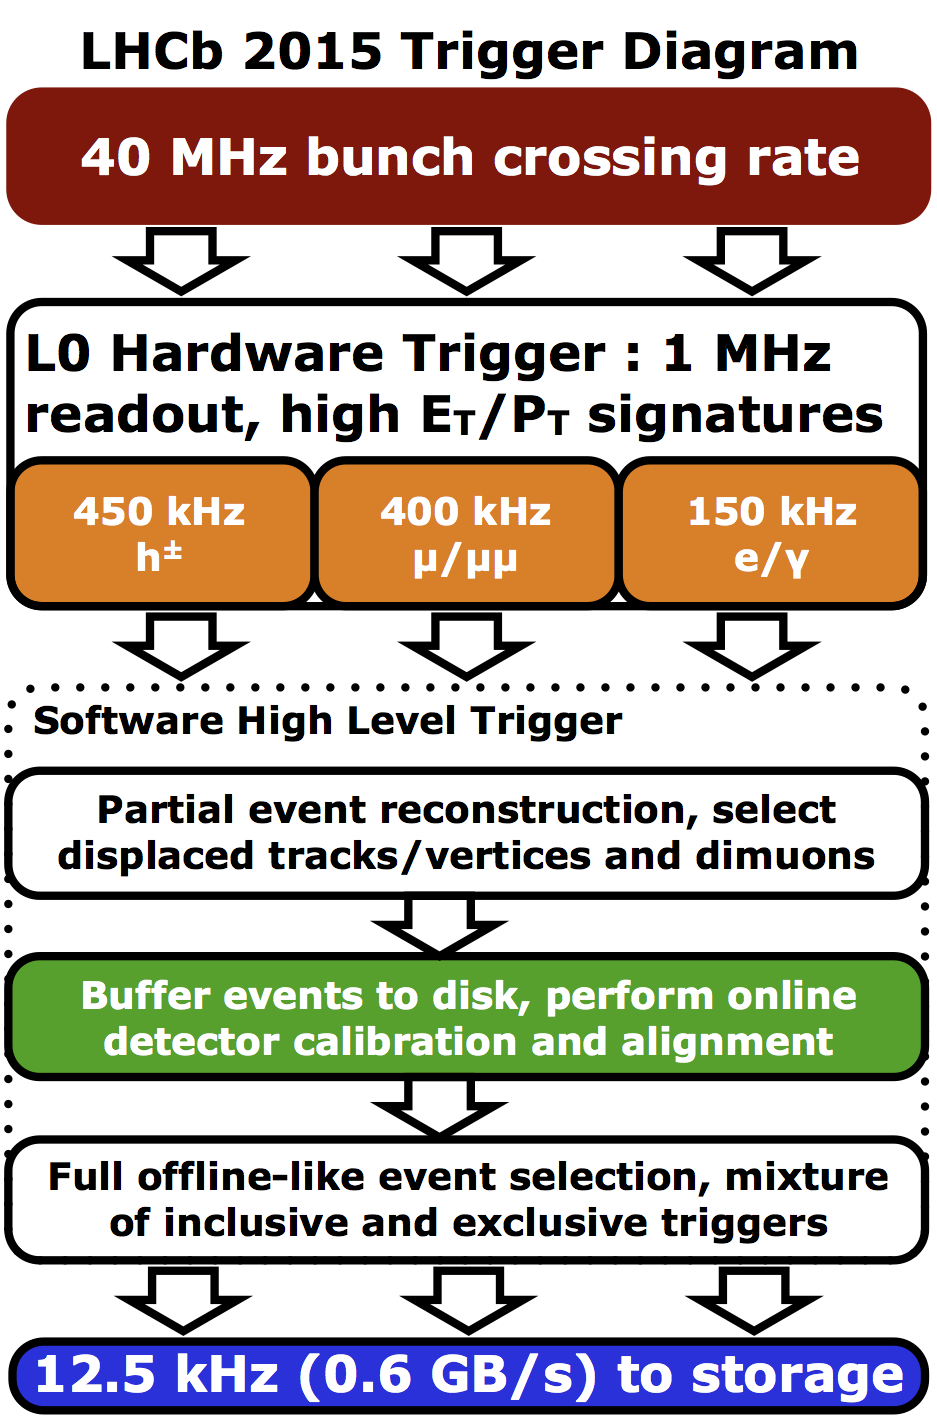 LHCb 2015 Trigger Diagram
40 MHz bunch crossing rate
L0 Hardware Trigger : 1 MHz
readout, high E_T/P_T signatures
450 kHz
h±
400 kHz
μ/μμ
150 kHz
e/γ
Software High Level Trigger
Partial event reconstruction, select
displaced tracks/vertices and dimuons
Buffer events to disk, perform online
detector calibration and alignment
Full offline-like event selection, mixture
of inclusive and exclusive triggers
12.5 kHz (0.6 GB/s) to storage